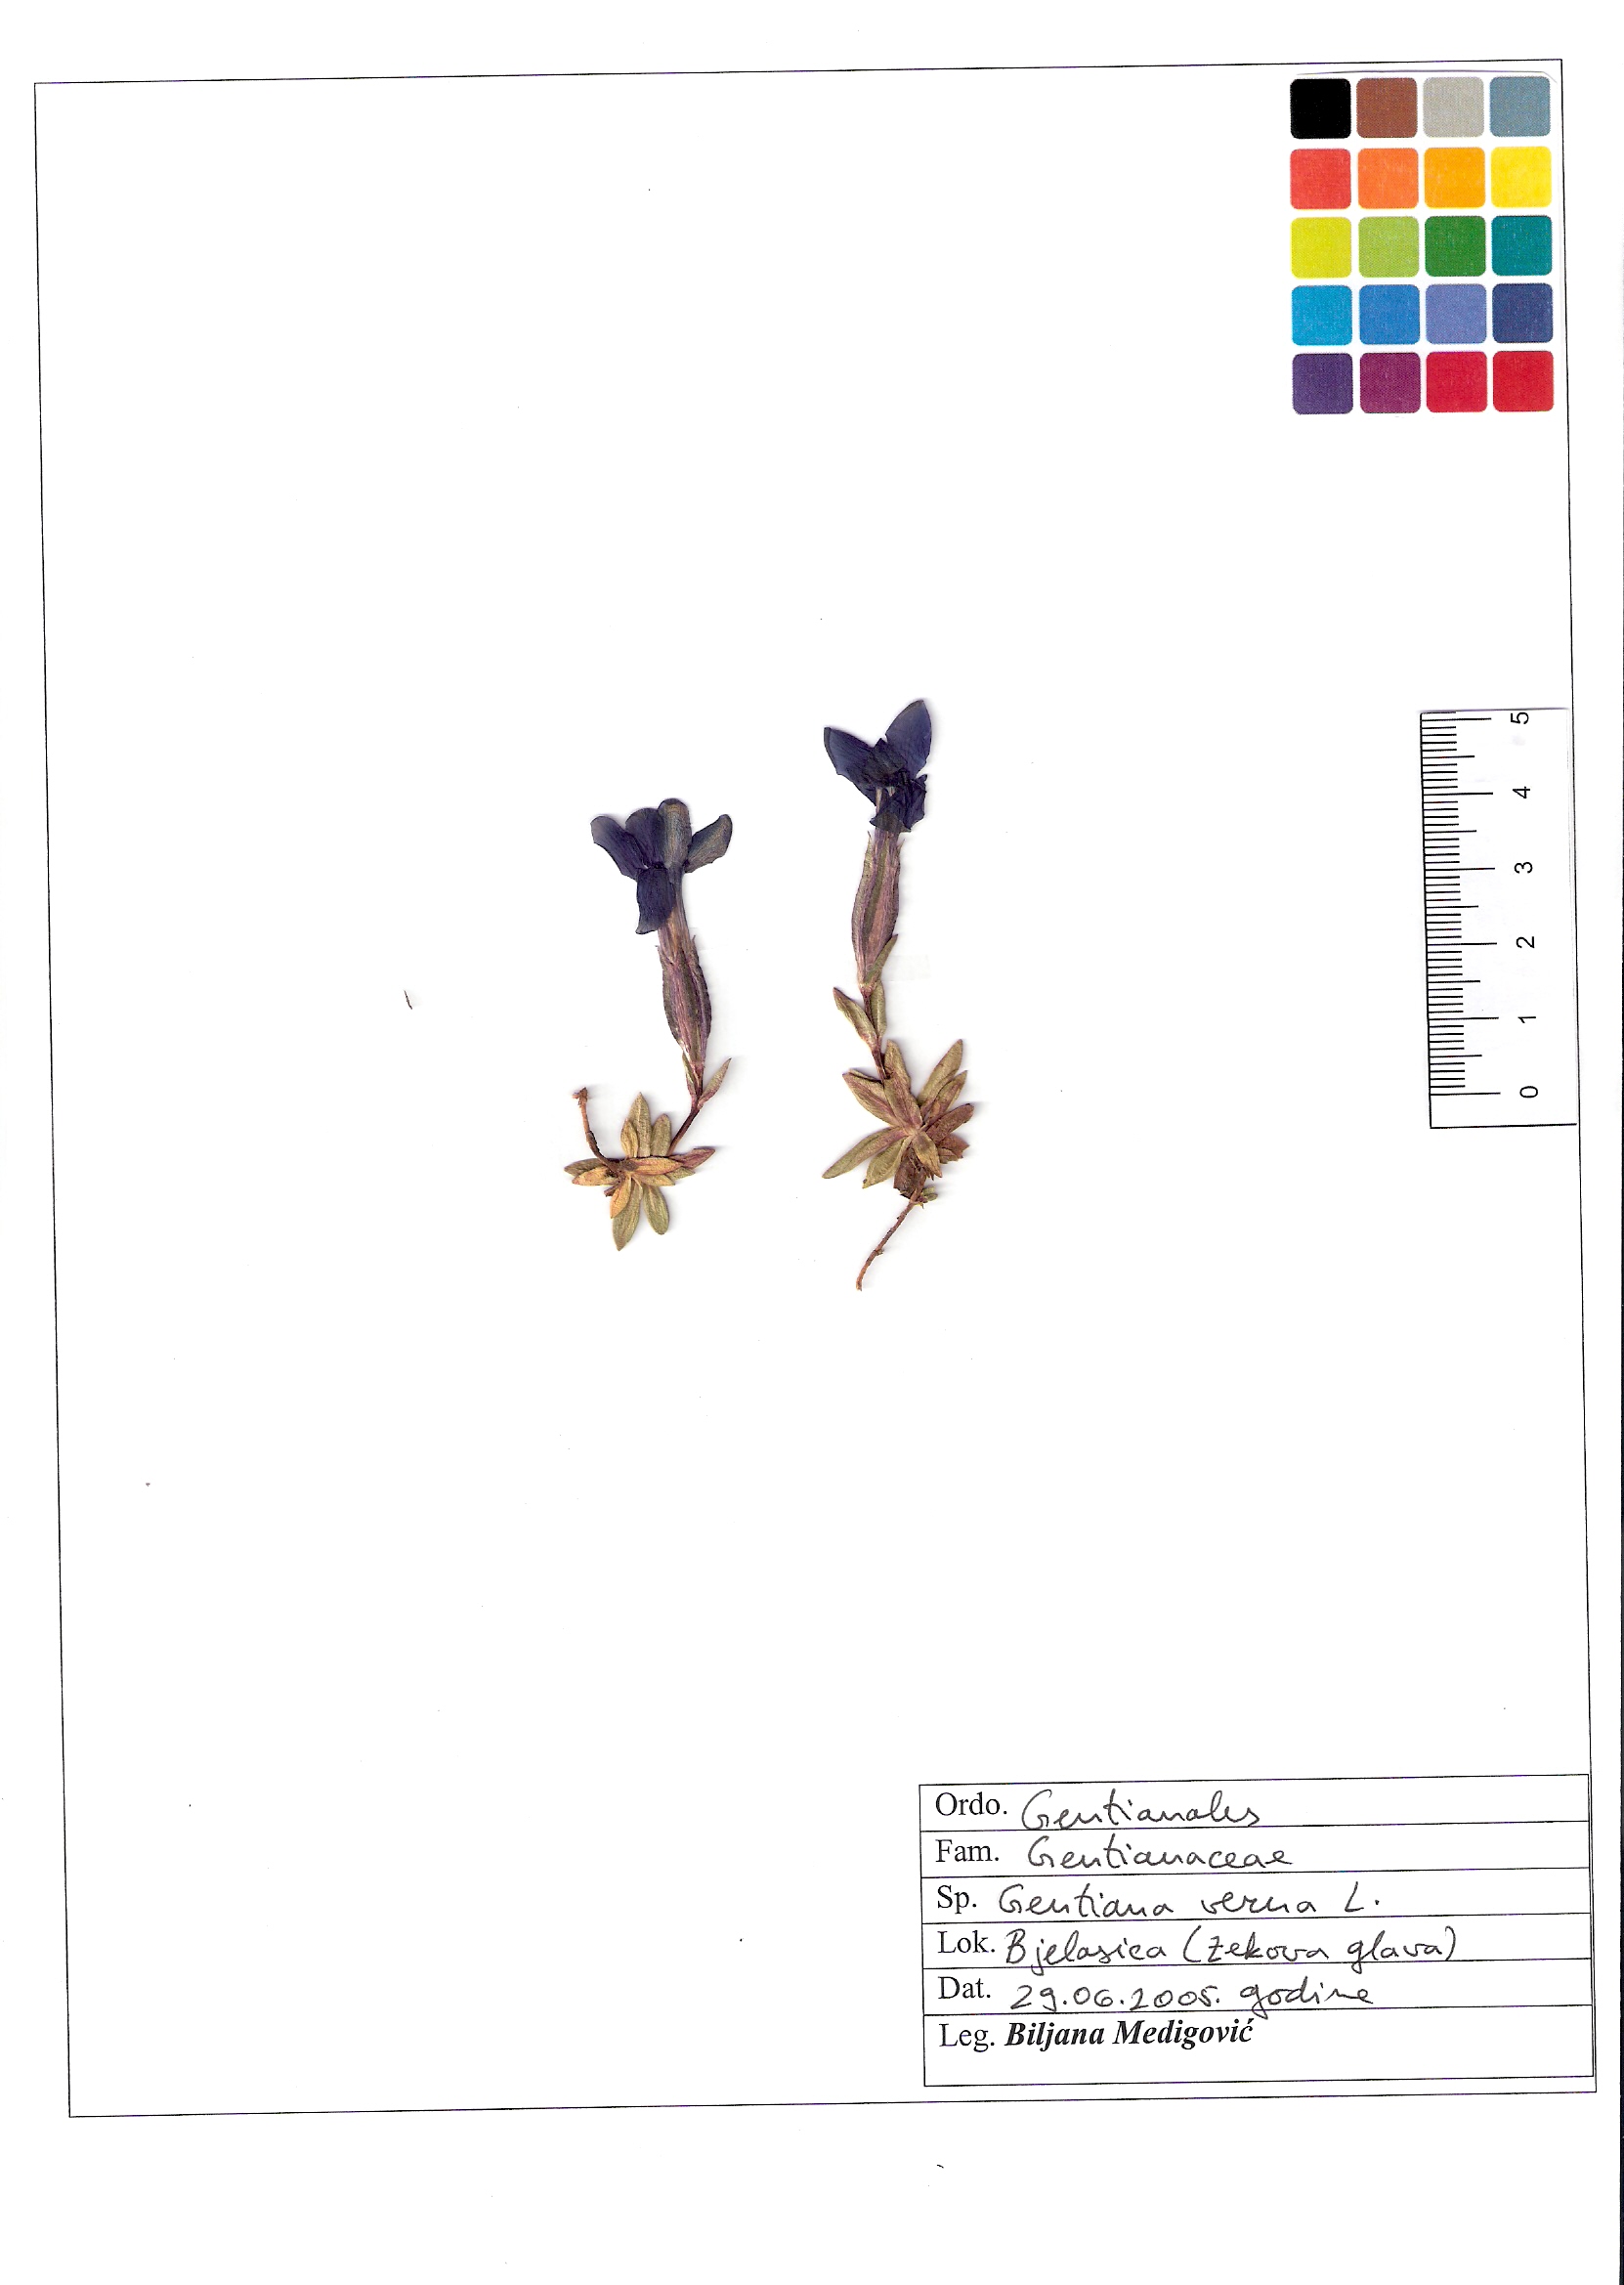 5
4
3
2
1
0
Ordo. Gentianales
Fam. Gentianaceae
Sp. Gentiana verna L.
Lok. Bjelasica (Zekova glava)
Dat. 29.06.2005. godine
Leg. Biljana Medigović